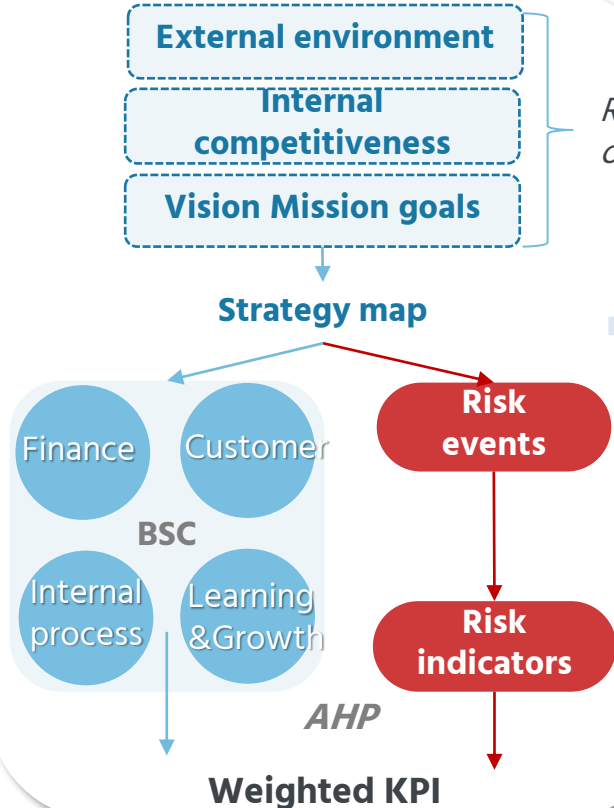 External environment
Internal
competitiveness
Vision Mission goals
Strategy map
Finance
Customer
BSC
Internal
process
Learning
&Growth
Risk
events
Risk
indicators
AHP
Weighted KPI